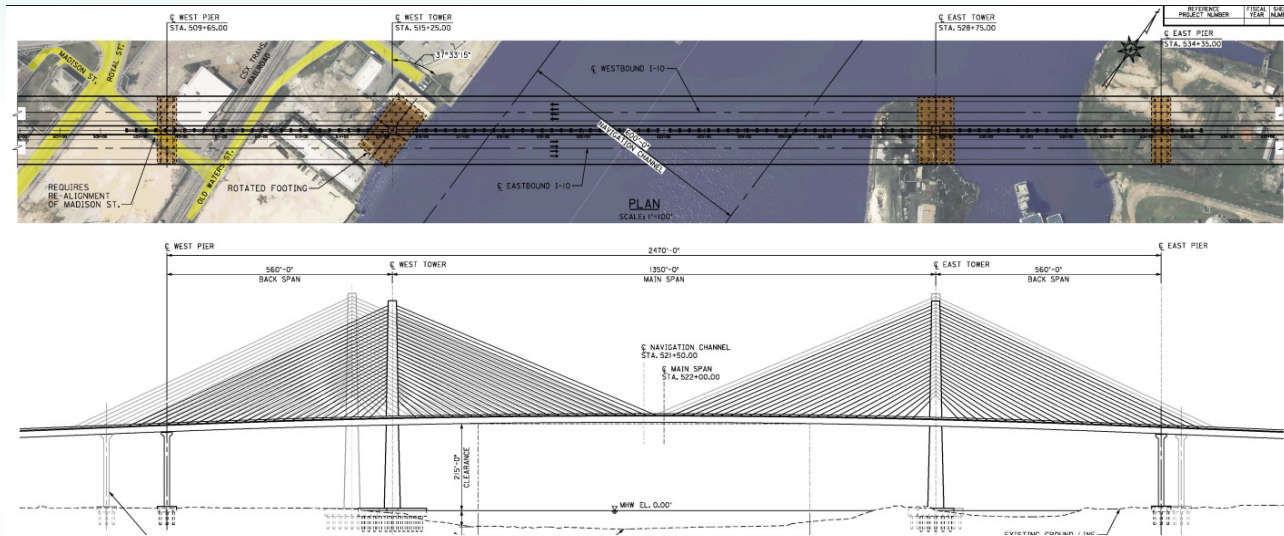 REFERENCE
PROJECT NUMBER
FISCAL
YEAR
℄ WEST PIER
STA. 509+65.00
℄ WEST TOWER
STA. 515+25.00
℄ EAST TOWER
STA. 528+75.00
℄ EAST PIER
STA. 534+35.00
37°33'15"
MADISON ST.
ROYAL ST.
CSX TRANS.
RAILROAD
OLD WATER ST.
℄ WESTBOUND I-10
NAVIGATION CHANNEL
℄ EASTBOUND I-10
REQUIRES
RE-ALIGNMENT
OF MADISON ST.
ROTATED FOOTING
PLAN
SCALE: 1"=100'
℄ WEST PIER
2470'-0"
℄ EAST PIER
560'-0"
BACK SPAN
℄ WEST TOWER
1350'-0"
MAIN SPAN
℄ EAST TOWER
560'-0"
BACK SPAN
℄ NAVIGATION CHANNEL
STA. 521+50.00
℄ MAIN SPAN
STA. 522+00.00
215'-0"
CLEARANCE
MHW EL. 0.00'
EXISTING GROUND LINE